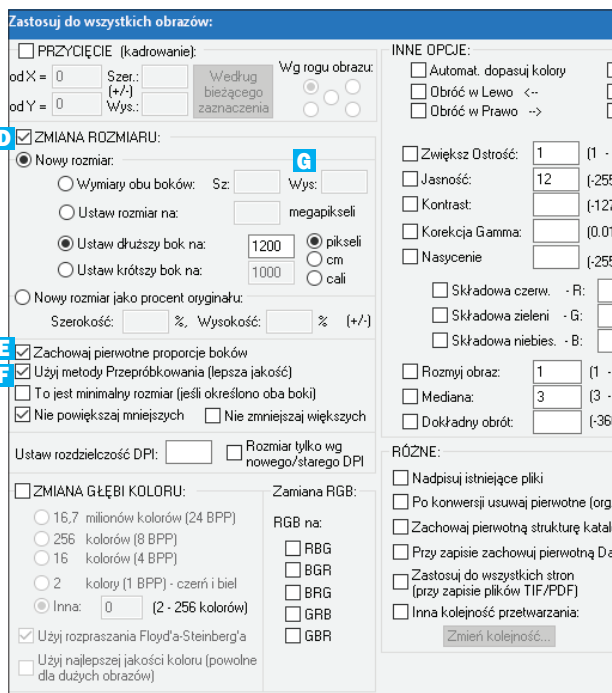 Zastosuj do wszystkich obrazów:
PRZYCIĘCIE (kadrowanie):
od X = 0 Szer.:
(+/-)
od Y = 0 Wys.:
Według
bieżącego
zaznaczenia
Wg rogu obrazu:
D ZMIANA ROZMIARU:
Nowy rozmiar:
G
Wymiary obu boków: Sz: Wys:
Ustaw rozmiar na: megapikseli
Ustaw dłuższy bok na: 1200 pikseli
cm
Ustaw krótszy bok na: 1000 cali
Nowy rozmiar jako procent oryginału:
Szerokość: %, Wysokość: % (+/-)
E Zachowaj pierwotne proporcje boków
F Użyj metody Przepróbkowania (lepsza jakość)
To jest minimalny rozmiar (jeśli określono oba boki)
Nie powiększaj mniejszych Nie zmniejszaj większych
Ustaw rozdzielczość DPI: Rozmiar tylko wg
nowego/starego DPI
ZMIANA GŁĘBI KOLORU:
16,7 milionów kolorów (24 BPP)
256 kolorów (8 BPP)
16 kolorów (4 BPP)
2 kolory (1 BPP) - czerń i biel
Inna: 0 (2 - 256 kolorów)
Użyj rozpraszania Floyd'a-Steinberg'a
Użyj najlepszej jakości koloru (powolne
dla dużych obrazów)
Zamiana RGB:
RGB na:
RBG
BGR
BRG
GRB
GBR
INNE OPCJE:
Automat. dopasuj kolory
Obróć w Lewo <--
Obróć w Prawo -->
Zwiększ Ostrość: 1 (1 -
Jasność: 12 (-255
Kontrast: (-127
Korekcja Gamma: (0.01
Nasycenie (-255
Składowa czerw. - R:
Składowa zieleni - G:
Składowa niebies. - B:
Rozmyj obraz: 1 (1 -
Mediana: 3 (3 -
Dokładny obrót: (-360
RÓŻNE:
Nadpisuj istniejące pliki
Po konwersji usuwaj pierwotne (org
Zachowaj pierwotną strukturę katal
Przy zapisie zachowuj pierwotną Da
Zastosuj do wszystkich stron
(przy zapisie plików TIF/PDF)
Inna kolejność przetwarzania:
Zmień kolejność...